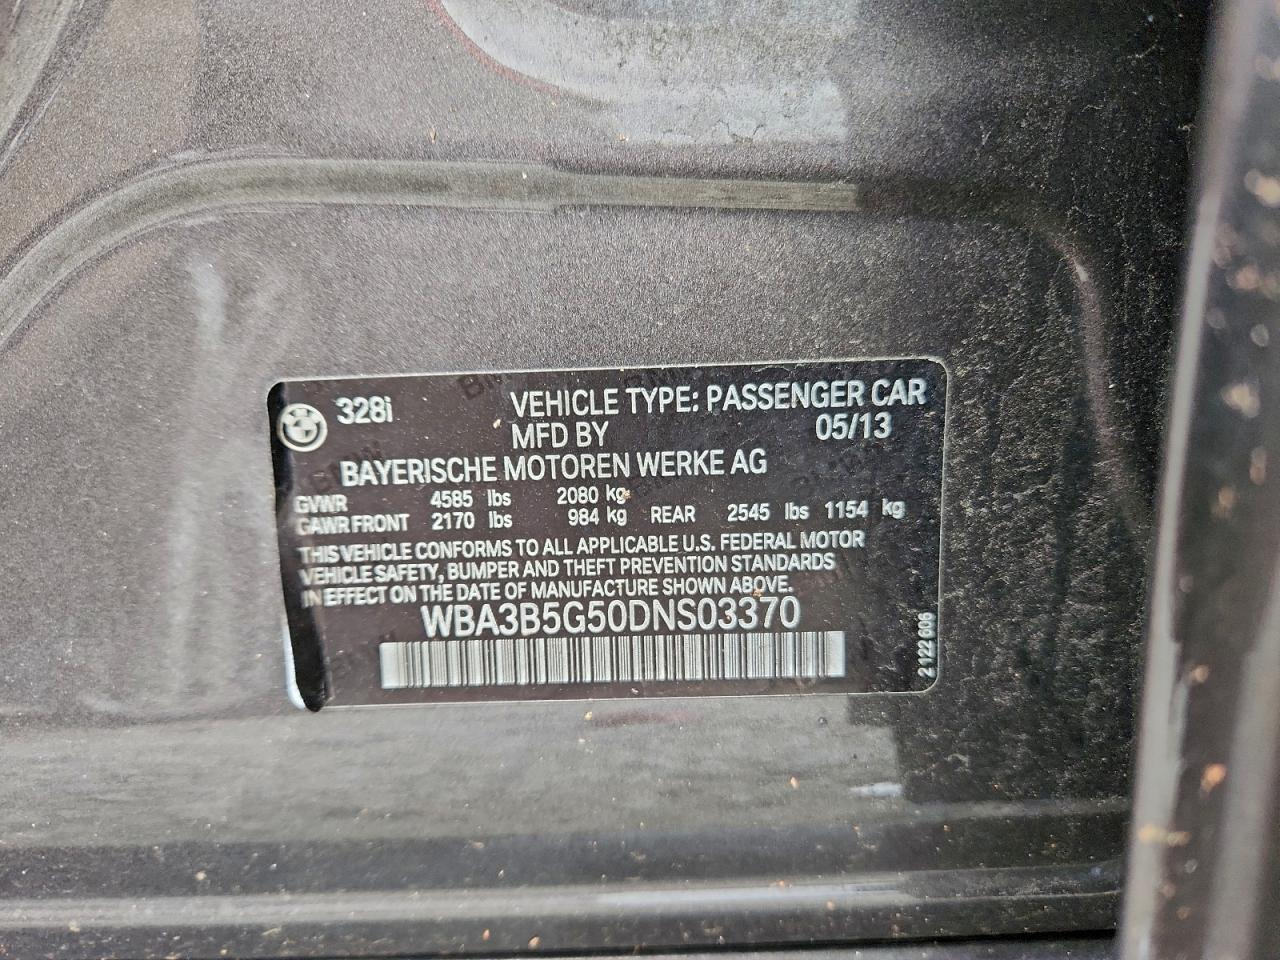 328i VEHICLE TYPE: PASSENGER CAR
MFD BY 05/13
BAYERISCHE MOTOREN WERKE AG
GVWR 4585 lbs 2080 kg
GAWR FRONT 2170 lbs 984 kg REAR 2545 lbs 1154 kg
THIS VEHICLE CONFORMS TO ALL APPLICABLE U.S. FEDERAL MOTOR
VEHICLE SAFETY, BUMPER AND THEFT PREVENTION STANDARDS
IN EFFECT ON THE DATE OF MANUFACTURE SHOWN ABOVE.
WBA3B5G50DNS03370
2122606